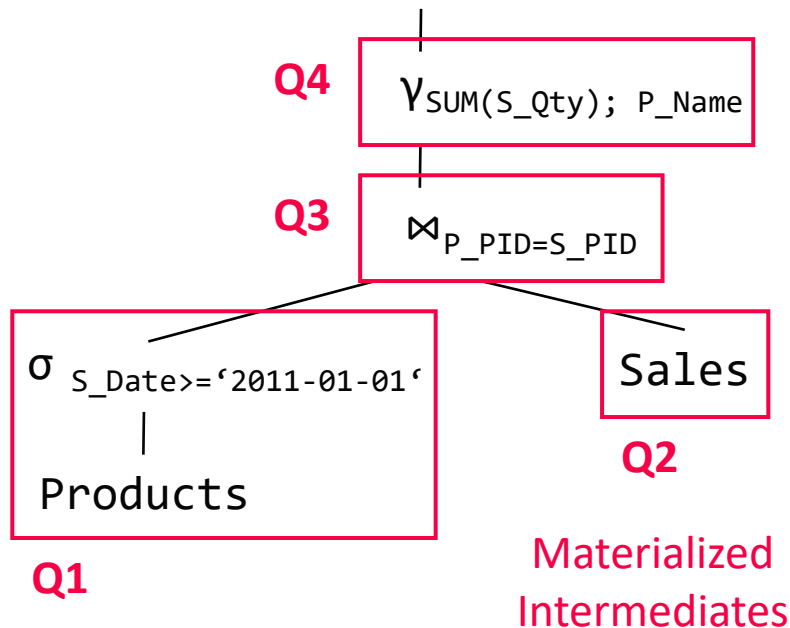 Q4
γSUM(S_Qty); P_Name
Q3
⋈P_PID=S_PID
σ S_Date>=‘2011-01-01‘
Products
Q1
Sales
Q2
Materialized
Intermediates